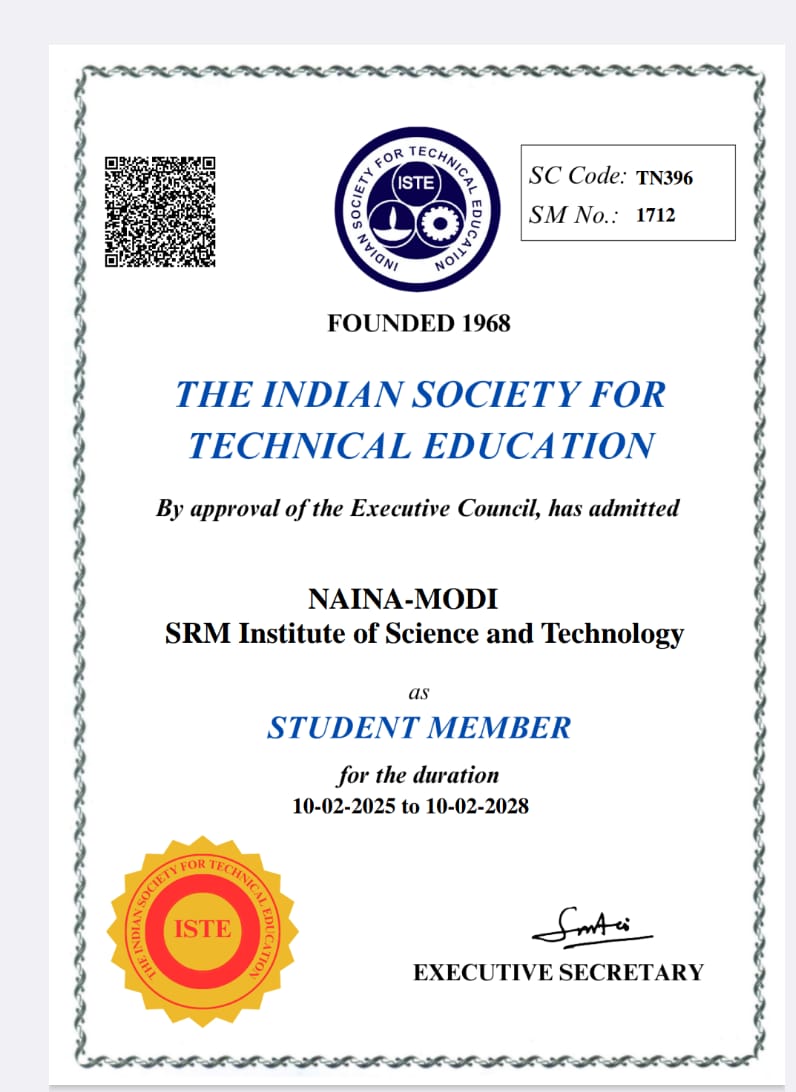 INDIAN SOCIETY FOR TECHNICAL EDUCATION
ISTE
SC Code: TN396
SM No.: 1712
FOUNDED 1968
THE INDIAN SOCIETY FOR
TECHNICAL EDUCATION
By approval of the Executive Council, has admitted
NAINA-MODI
SRM Institute of Science and Technology
as
STUDENT MEMBER
for the duration
10-02-2025 to 10-02-2028
THE INDIAN SOCIETY FOR TECHNICAL EDUCATION
ISTE
EXECUTIVE SECRETARY